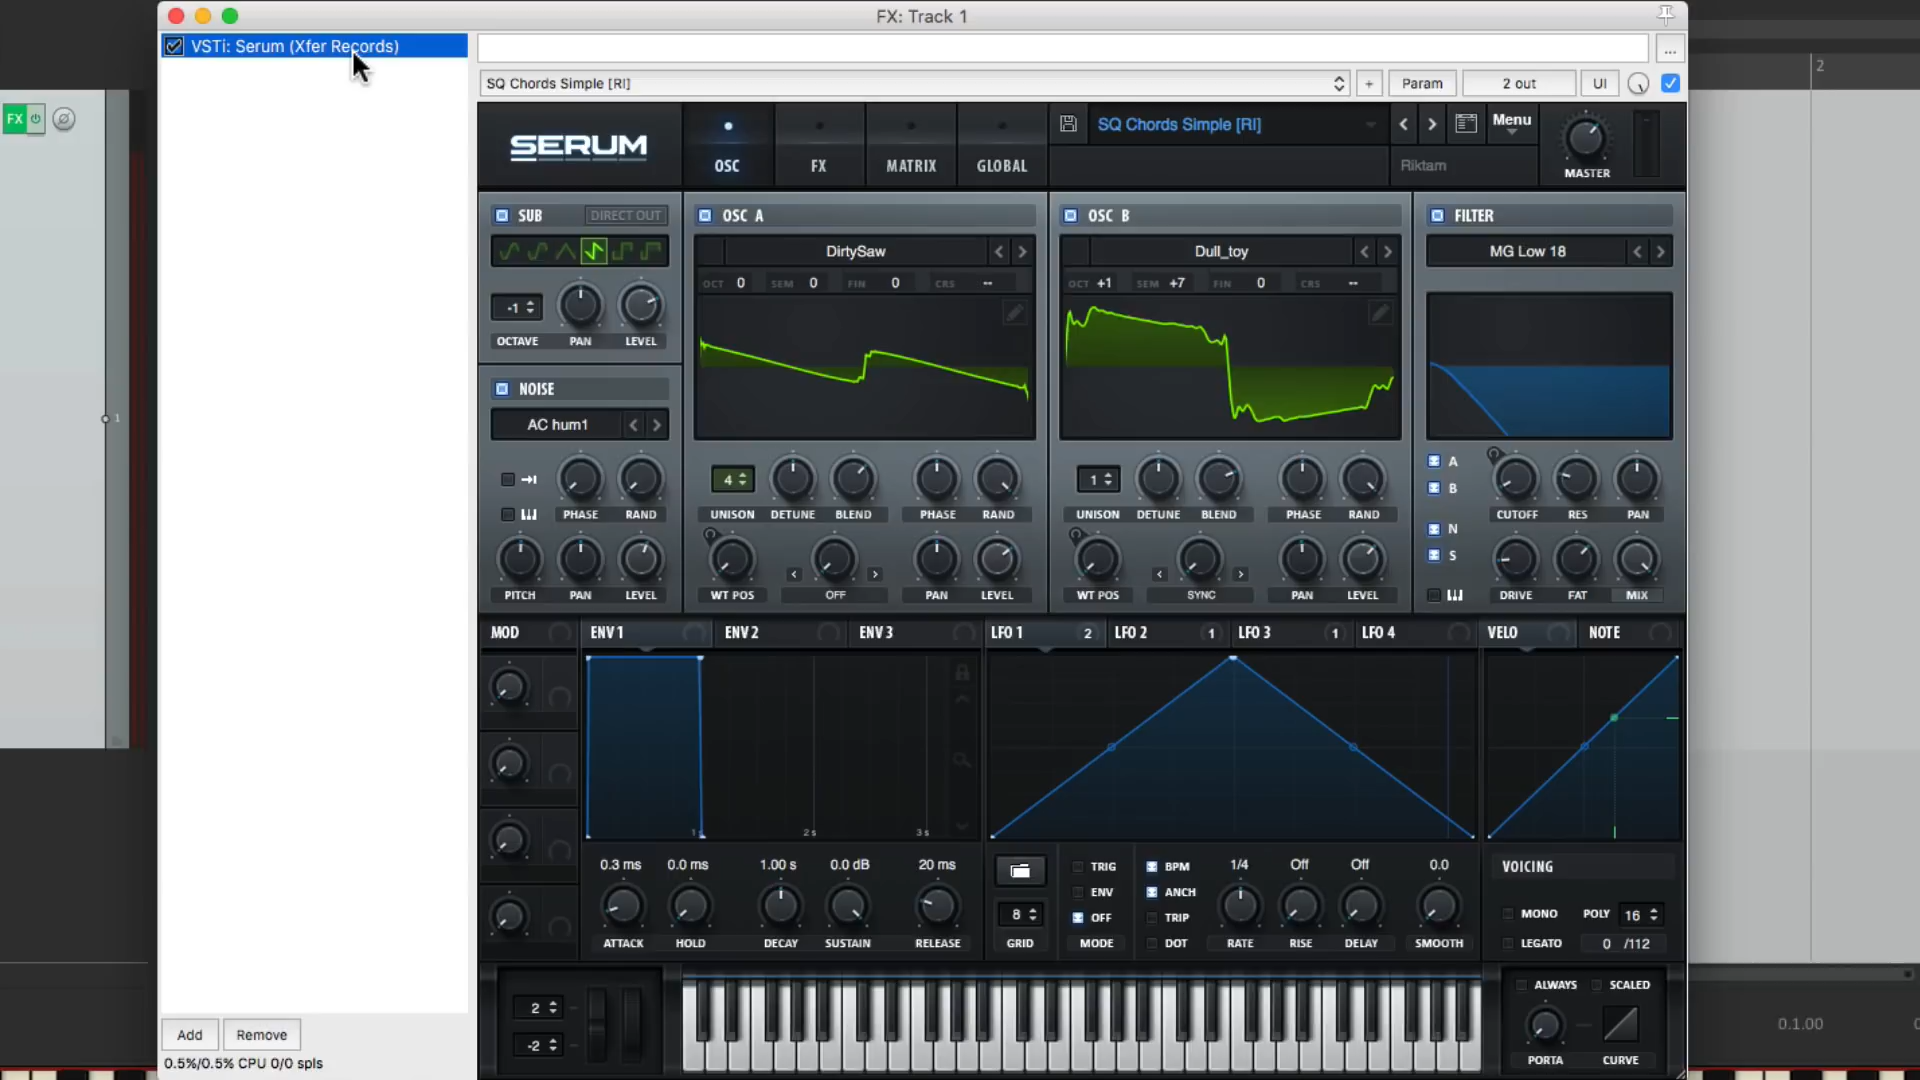 FX: Track 1
VSTi: Serum (Xfer Records)
...
SQ Chords Simple [RI]
+
Param
2 out
UI
2
FX
SERUM
OSC
FX
MATRIX
GLOBAL
SQ Chords Simple [RI]
Menu
Riktam
MASTER
SUB
DIRECT OUT
OSC A
OSC B
FILTER
DirtySaw
Dull_toy
MG Low 18
OCT 0 SEM 0 FIN 0 CRS --
OCT +1 SEM +7 FIN 0 CRS --
-1
OCTAVE PAN LEVEL
NOISE
AC hum1
1
PHASE RAND
PITCH PAN LEVEL
4
UNISON DETUNE BLEND PHASE RAND
WT POS OFF PAN LEVEL
1
UNISON DETUNE BLEND PHASE RAND
WT POS SYNC PAN LEVEL
A
B
N
S
CUTOFF RES PAN
DRIVE FAT MIX
MOD
ENV 1
ENV 2
ENV 3
LFO 1 2
LFO 2 1
LFO 3 1
LFO 4
VELO
NOTE
1s
2 s
3 s
0.3 ms 0.0 ms 1.00 s 0.0 dB 20 ms
ATTACK HOLD DECAY SUSTAIN RELEASE
8
GRID
TRIG
ENV
OFF
MODE
BPM
ANCH
TRIP
DOT
1/4 Off Off 0.0
RATE RISE DELAY SMOOTH
VOICING
MONO POLY 16
LEGATO 0 /112
2
-2
ALWAYS SCALED
PORTA CURVE
Add
Remove
0.5%/0.5% CPU 0/0 spls
0.1.00